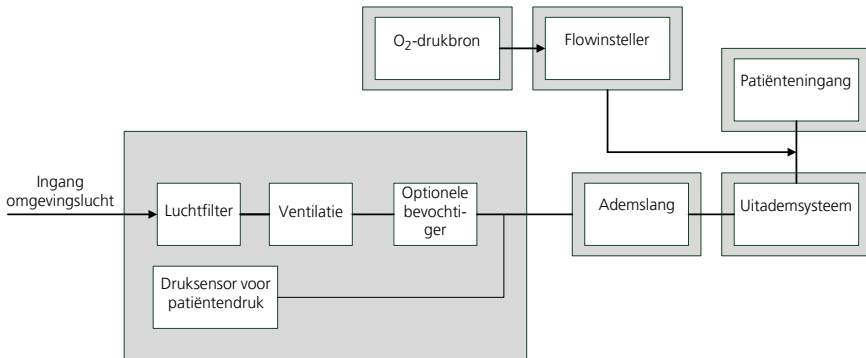 O₂-drukbron
Flowinsteller
Patiënteningang
Ingang
omgevingslucht
Luchtfilter
Ventilatie
Optionele
bevochti-
ger
Ademslang
Uitademsysteem
Druksensor voor
patiëntendruk